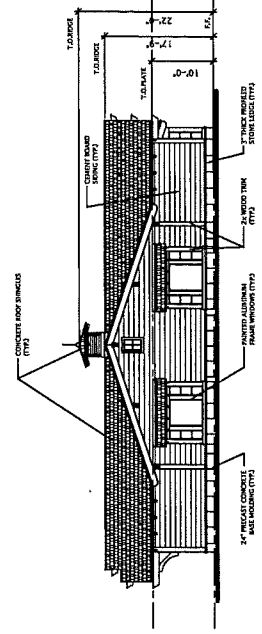 T.O.RIDGE
22'-0"
T.O.RIDGE
17'-9"
T.O.PLATE
10'-0"
F.F.
CONCRETE ROOF SHINGLES
(TYP.)
CEMENT BOARD
SIDING (TYP.)
24" PRECAST CONCRETE
BASE MOLDING (TYP.)
PAINTED ALUMINUM
FRAME WINDOWS (TYP.)
2x WOOD TRIM
(TYP.)
3" THICK PROFILED
STONE LEDGE (TYP.)